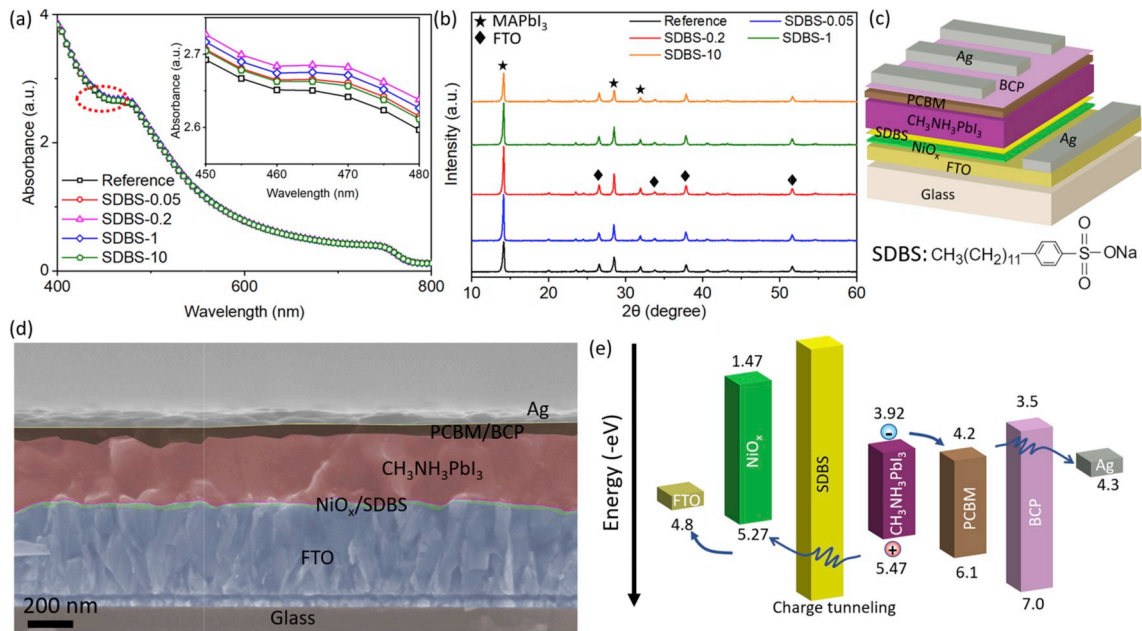 (a)
4
3
2
1
0
Absorbance (a.u.)
400
500
600
700
800
Wavelength (nm)
Reference
SDBS-0.05
SDBS-0.2
SDBS-1
SDBS-10
2.7
2.6
Absorbance (a.u.)
450
460
470
480
Wavelength (nm)
(b)
★ MAPbI₃
◆ FTO
Reference
SDBS-0.05
SDBS-0.2
SDBS-1
SDBS-10
Intensity (a.u.)
10
20
30
40
50
60
2θ (degree)
(c)
Ag
BCP
PCBM
CH₃NH₃PbI₃
SDBS
NiOₓ
FTO
Ag
Glass
SDBS: CH₃(CH₂)₁₁
O
S
ONa
O
(d)
Ag
PCBM/BCP
CH₃NH₃PbI₃
NiOₓ/SDBS
FTO
200 nm
Glass
(e)
Energy (-eV)
FTO
4.8
1.47
NiOₓ
5.27
SDBS
3.92
-
CH₃NH₃PbI₃
+
5.47
4.2
PCBM
6.1
3.5
BCP
7.0
Ag
4.3
Charge tunneling